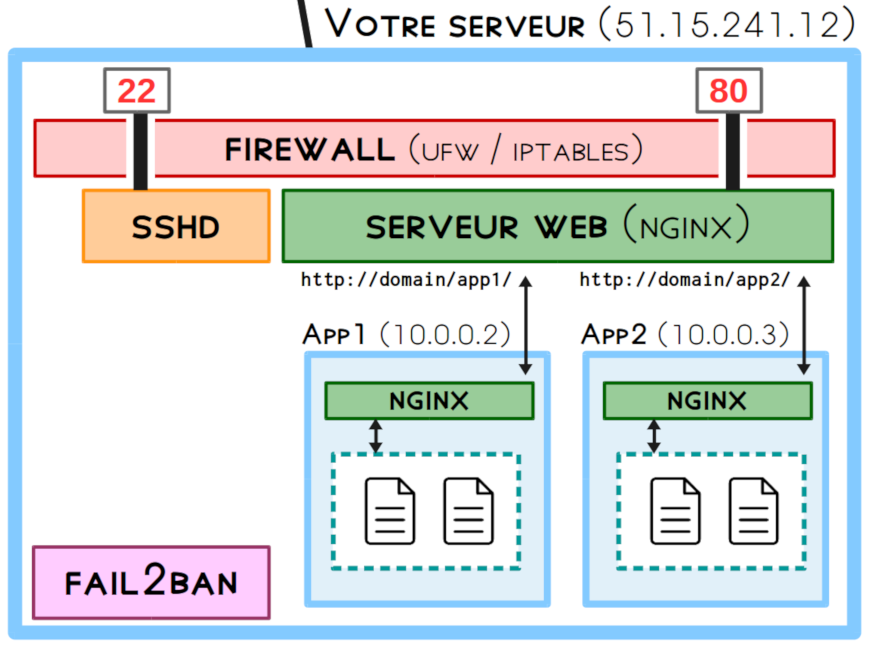 VOTRE SERVEUR (51.15.241.12)
22
80
FIREWALL (UFW / IPTABLES)
SSHD
SERVEUR WEB (NGINX)
http://domain/app1/
http://domain/app2/
APP1 (10.0.0.2)
APP2 (10.0.0.3)
NGINX
NGINX
FAIL2BAN